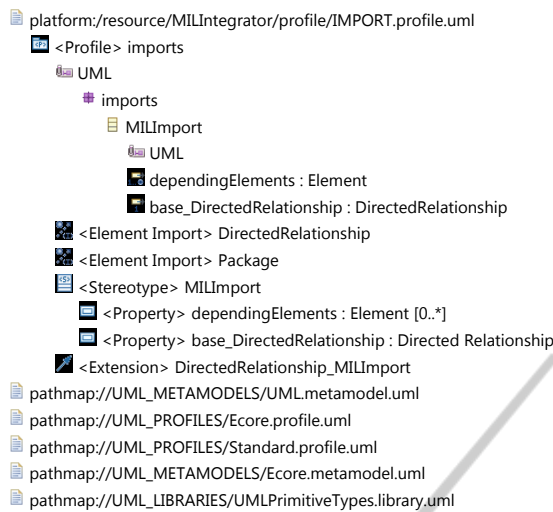 platform:/resource/MILIntegrator/profile/IMPORT.profile.uml
<Profile> imports
UML
imports
MILImport
UML
dependingElements : Element
base_DirectedRelationship : DirectedRelationship
<Element Import> DirectedRelationship
<Element Import> Package
<Stereotype> MILImport
<Property> dependingElements : Element [0..*]
<Property> base_DirectedRelationship : Directed Relationship
<Extension> DirectedRelationship_MILImport
pathmap://UML_METAMODELS/UML.metamodel.uml
pathmap://UML_PROFILES/Ecore.profile.uml
pathmap://UML_PROFILES/Standard.profile.uml
pathmap://UML_METAMODELS/Ecore.metamodel.uml
pathmap://UML_LIBRARIES/UMLPrimitiveTypes.library.uml